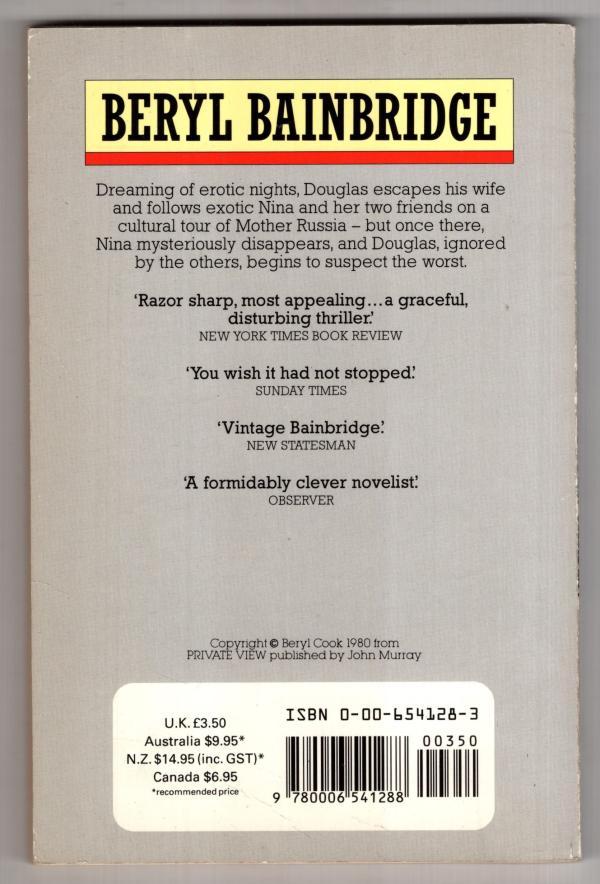 BERYL BAINBRIDGE
Dreaming of erotic nights, Douglas escapes his wife
and follows exotic Nina and her two friends on a
cultural tour of Mother Russia – but once there,
Nina mysteriously disappears, and Douglas, ignored
by the others, begins to suspect the worst.
‘Razor sharp, most appealing...a graceful,
disturbing thriller.’
NEW YORK TIMES BOOK REVIEW
‘You wish it had not stopped.’
SUNDAY TIMES
‘Vintage Bainbridge.’
NEW STATESMAN
‘A formidably clever novelist.’
OBSERVER
Copyright © Beryl Cook 1980 from
PRIVATE VIEW published by John Murray
U.K. £3.50
Australia $9.95*
N.Z. $14.95 (inc. GST)*
Canada $6.95
*recommended price
ISBN 0-00-654128-3
00350
9 780006 541288